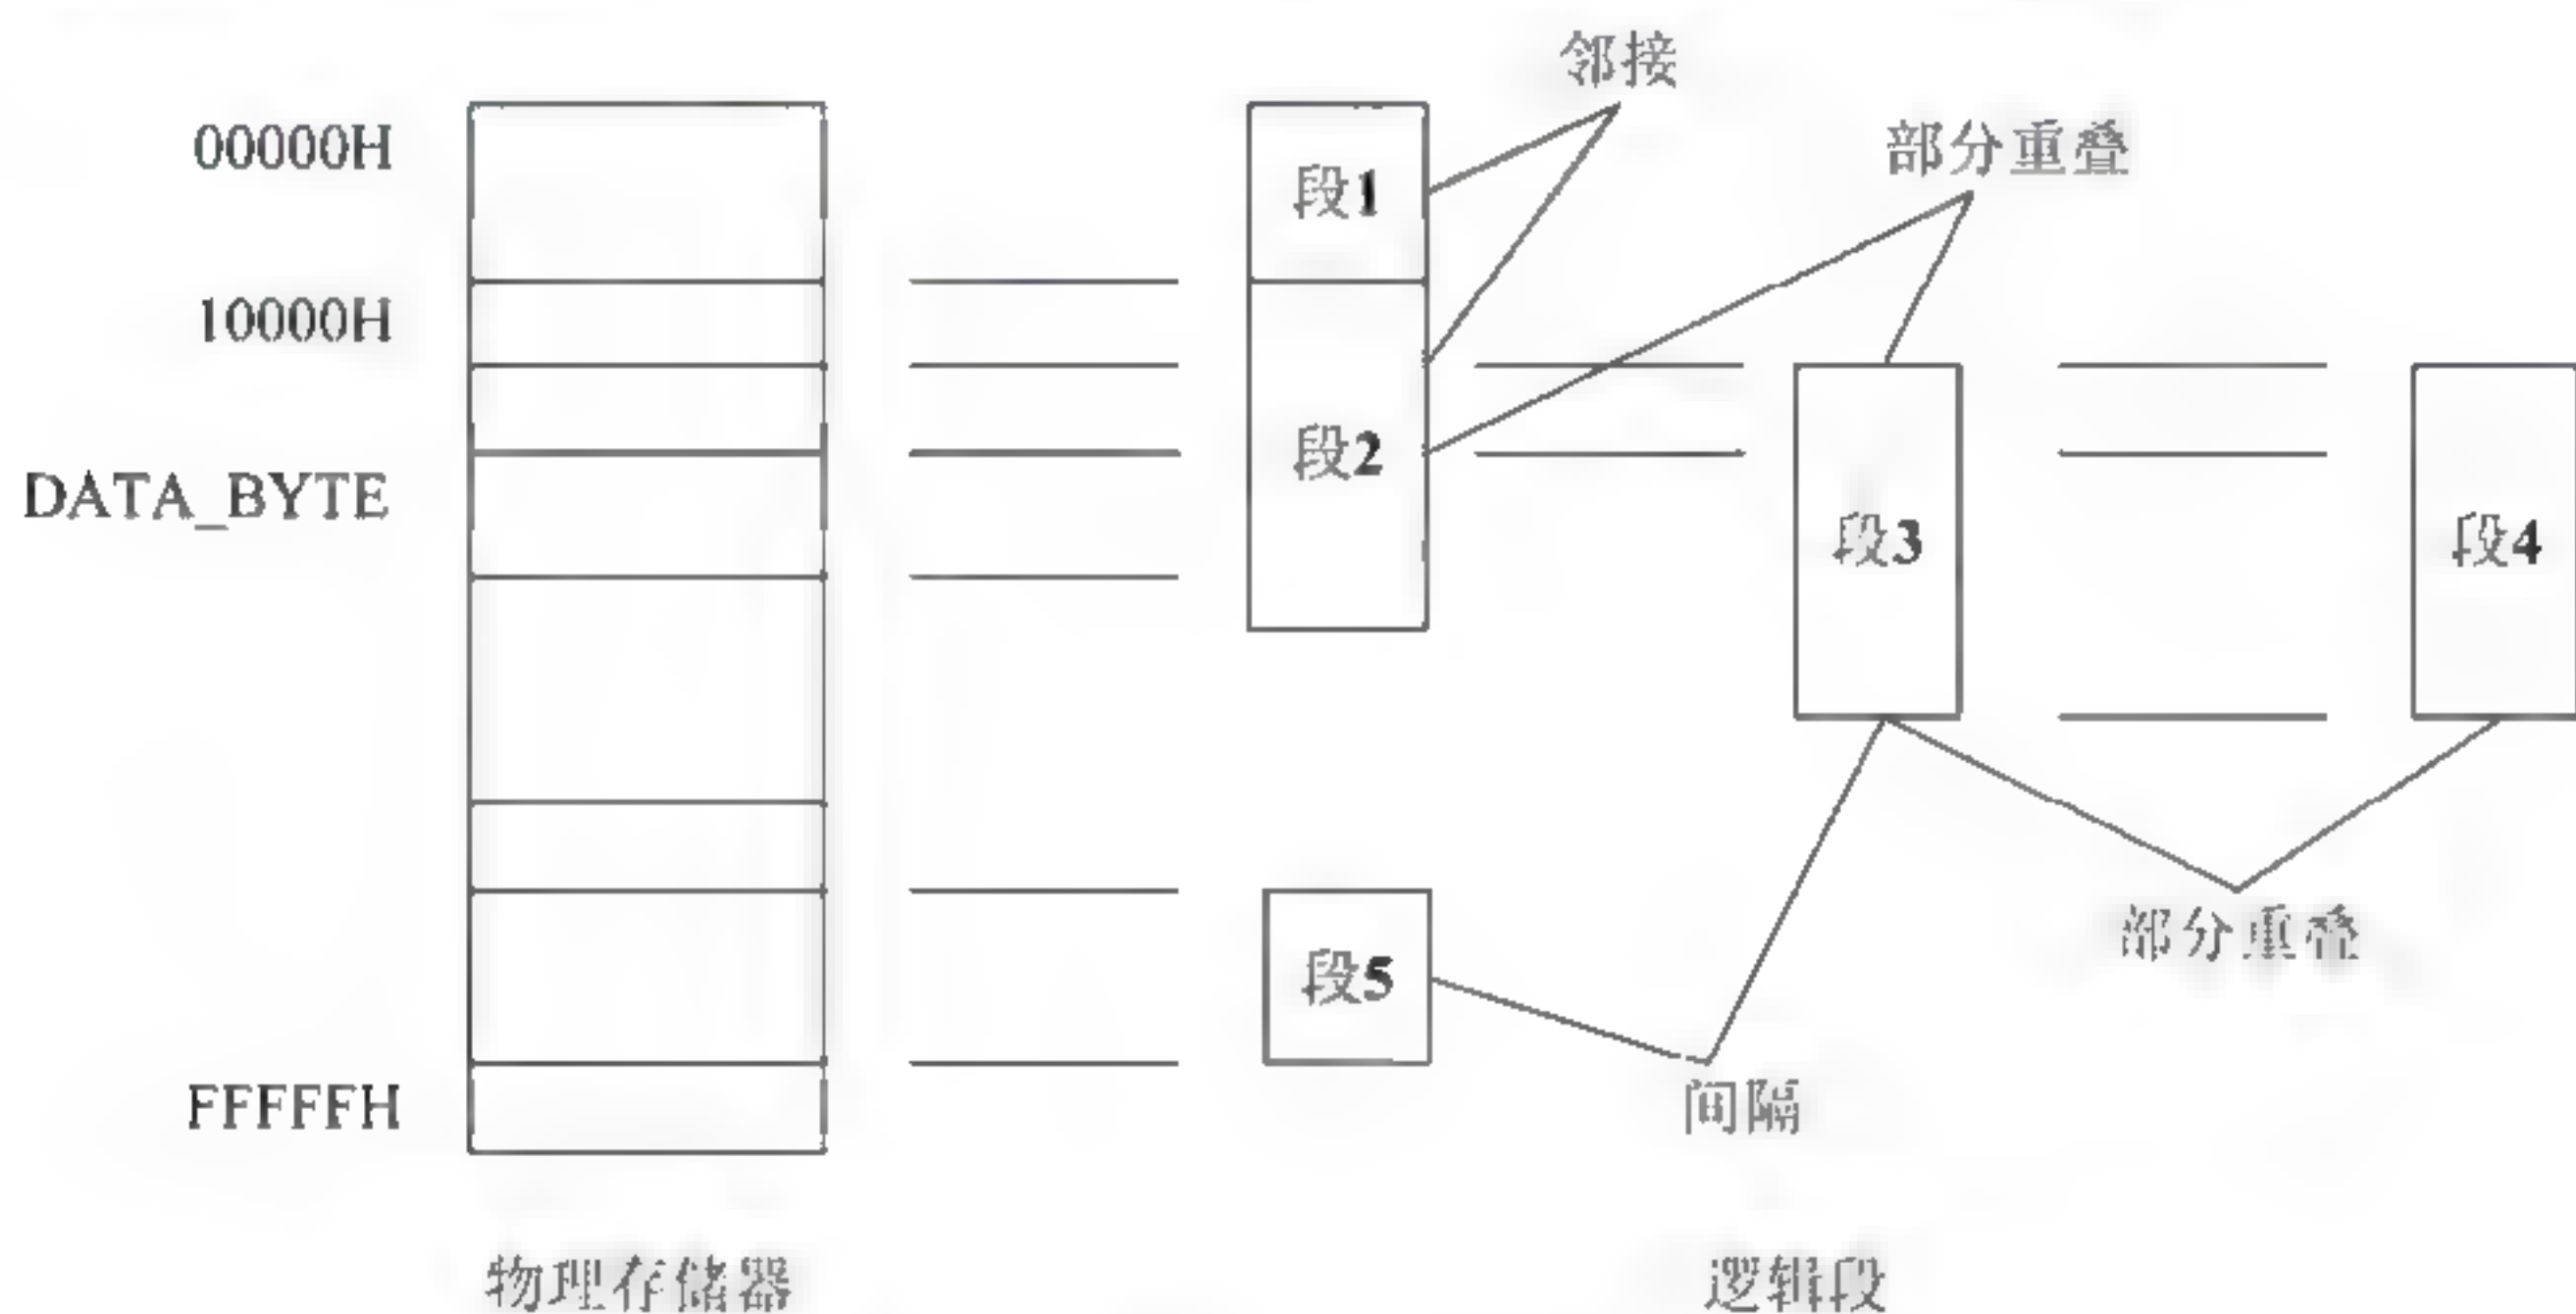 邻接
部分重叠
00000H
段1
10000H
段2
DATA_BYTE
段3
段4
部分重叠
段5
间隔
FFFFFH
物理存储器
逻辑段